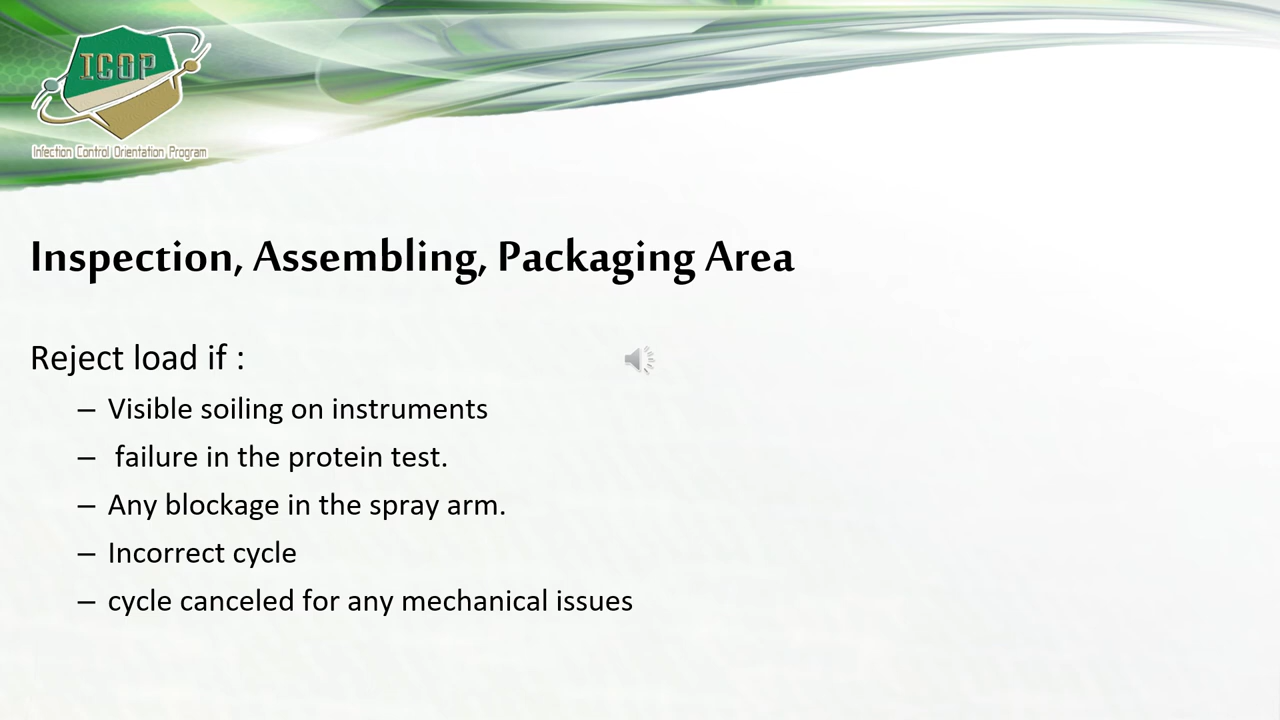 ICOP
Infection Control Orientation Program
Inspection, Assembling, Packaging Area
Reject load if :
– Visible soiling on instruments
– failure in the protein test.
– Any blockage in the spray arm.
– Incorrect cycle
– cycle canceled for any mechanical issues